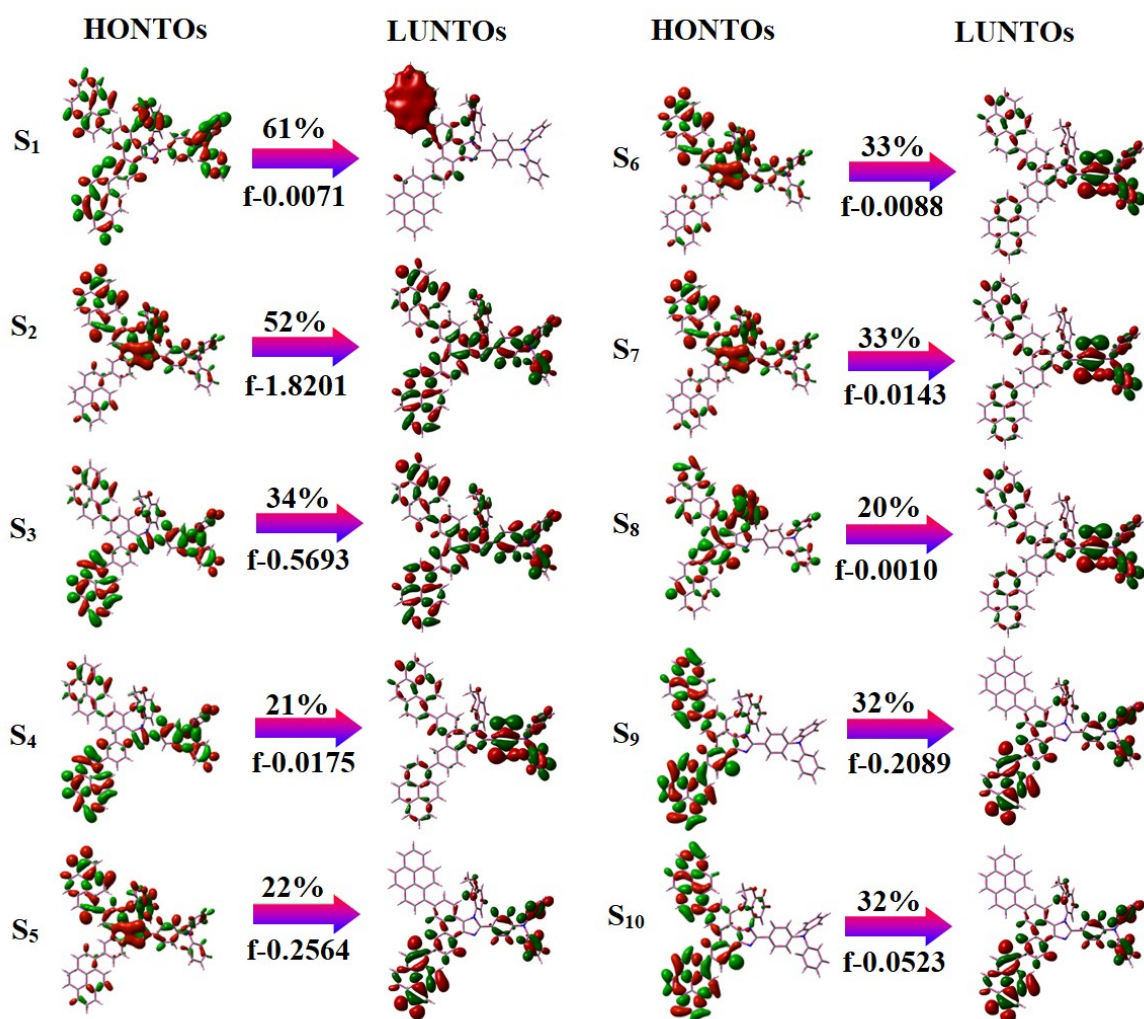 HONTOs LUNTOs HONTOs LUNTOs
S1
61%
f-0.0071
S2
52%
f-1.8201
S3
34%
f-0.5693
S4
21%
f-0.0175
S5
22%
f-0.2564
S6
33%
f-0.0088
S7
33%
f-0.0143
S8
20%
f-0.0010
S9
32%
f-0.2089
S10
32%
f-0.0523